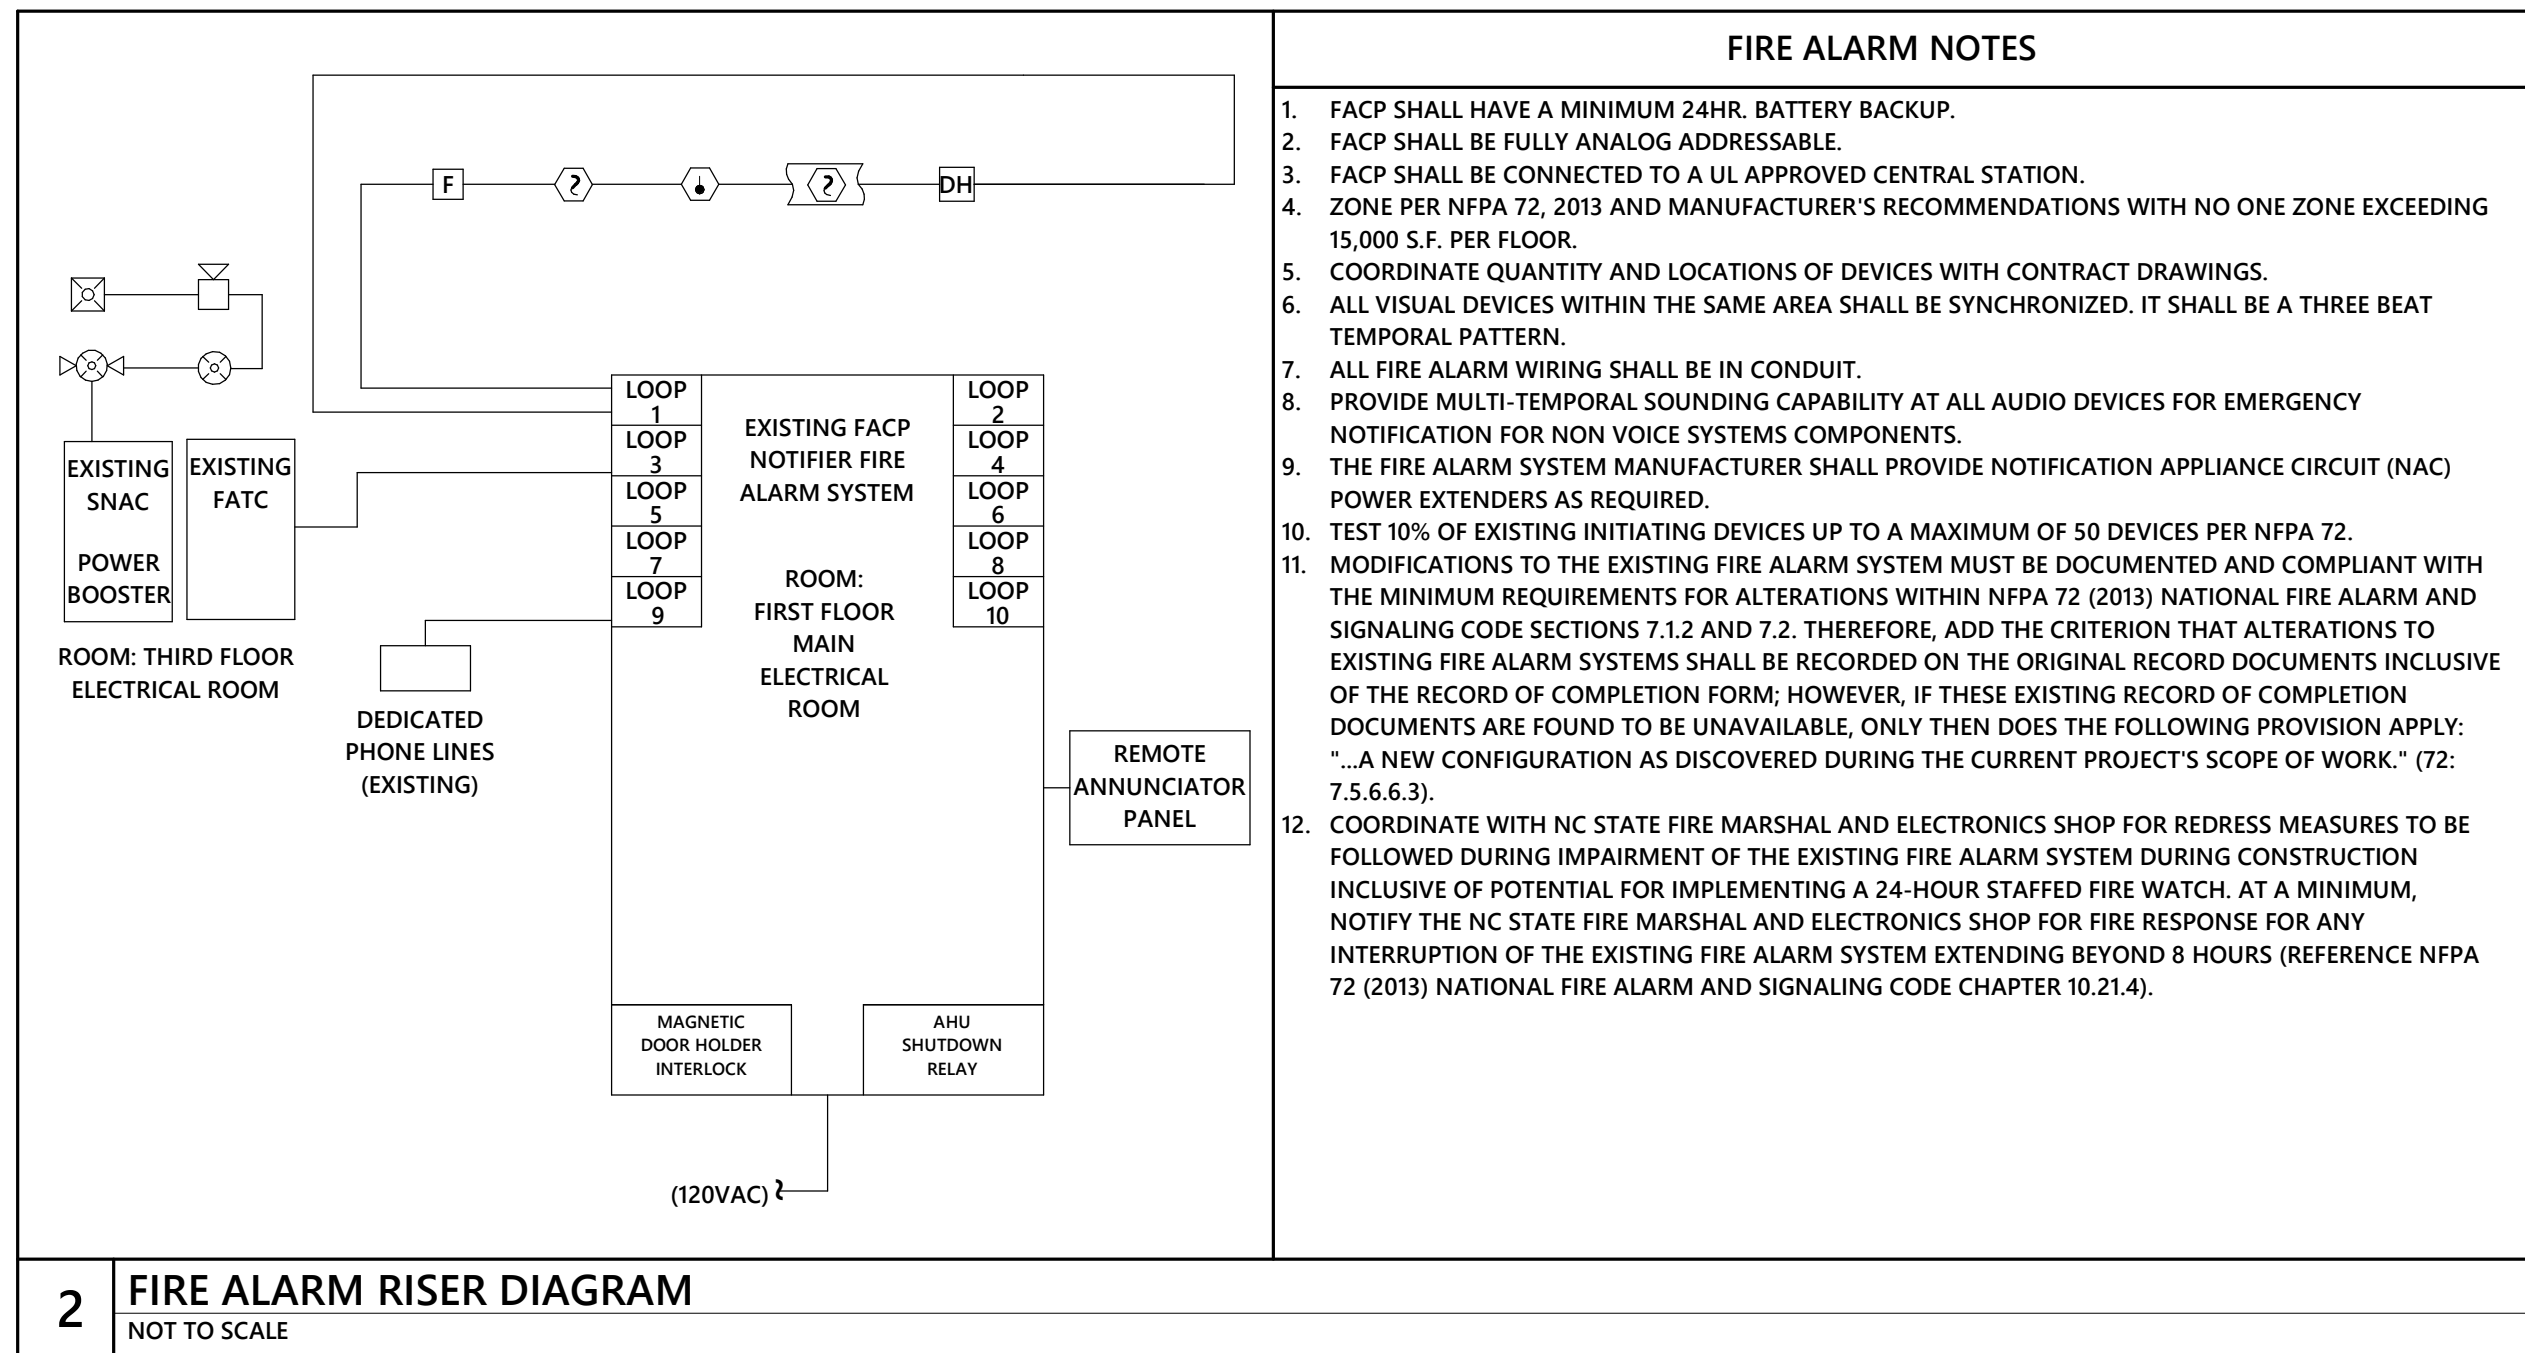 F
DH
LOOP
1
LOOP
2
LOOP
3
LOOP
4
LOOP
5
LOOP
6
LOOP
7
LOOP
8
LOOP
9
LOOP
10
EXISTING FACP
NOTIFIER FIRE
ALARM SYSTEM
ROOM:
FIRST FLOOR
MAIN
ELECTRICAL
ROOM
EXISTING
SNAC
POWER
BOOSTER
EXISTING
FATC
ROOM: THIRD FLOOR
ELECTRICAL ROOM
DEDICATED
PHONE LINES
(EXISTING)
REMOTE
ANNUNCIATOR
PANEL
MAGNETIC
DOOR HOLDER
INTERLOCK
AHU
SHUTDOWN
RELAY
(120VAC)
FIRE ALARM NOTES
1. FACP SHALL HAVE A MINIMUM 24HR. BATTERY BACKUP.
2. FACP SHALL BE FULLY ANALOG ADDRESSABLE.
3. FACP SHALL BE CONNECTED TO A UL APPROVED CENTRAL STATION.
4. ZONE PER NFPA 72, 2013 AND MANUFACTURER'S RECOMMENDATIONS WITH NO ONE ZONE EXCEEDING
15,000 S.F. PER FLOOR.
5. COORDINATE QUANTITY AND LOCATIONS OF DEVICES WITH CONTRACT DRAWINGS.
6. ALL VISUAL DEVICES WITHIN THE SAME AREA SHALL BE SYNCHRONIZED. IT SHALL BE A THREE BEAT
TEMPORAL PATTERN.
7. ALL FIRE ALARM WIRING SHALL BE IN CONDUIT.
8. PROVIDE MULTI-TEMPORAL SOUNDING CAPABILITY AT ALL AUDIO DEVICES FOR EMERGENCY
NOTIFICATION FOR NON VOICE SYSTEMS COMPONENTS.
9. THE FIRE ALARM SYSTEM MANUFACTURER SHALL PROVIDE NOTIFICATION APPLIANCE CIRCUIT (NAC)
POWER EXTENDERS AS REQUIRED.
10. TEST 10% OF EXISTING INITIATING DEVICES UP TO A MAXIMUM OF 50 DEVICES PER NFPA 72.
11. MODIFICATIONS TO THE EXISTING FIRE ALARM SYSTEM MUST BE DOCUMENTED AND COMPLIANT WITH
THE MINIMUM REQUIREMENTS FOR ALTERATIONS WITHIN NFPA 72 (2013) NATIONAL FIRE ALARM AND
SIGNALING CODE SECTIONS 7.1.2 AND 7.2. THEREFORE, ADD THE CRITERION THAT ALTERATIONS TO
EXISTING FIRE ALARM SYSTEMS SHALL BE RECORDED ON THE ORIGINAL RECORD DOCUMENTS INCLUSIVE
OF THE RECORD OF COMPLETION FORM; HOWEVER, IF THESE EXISTING RECORD OF COMPLETION
DOCUMENTS ARE FOUND TO BE UNAVAILABLE, ONLY THEN DOES THE FOLLOWING PROVISION APPLY:
"...A NEW CONFIGURATION AS DISCOVERED DURING THE CURRENT PROJECT'S SCOPE OF WORK." (72:
7.5.6.6.3).
12. COORDINATE WITH NC STATE FIRE MARSHAL AND ELECTRONICS SHOP FOR REDRESS MEASURES TO BE
FOLLOWED DURING IMPAIRMENT OF THE EXISTING FIRE ALARM SYSTEM DURING CONSTRUCTION
INCLUSIVE OF POTENTIAL FOR IMPLEMENTING A 24-HOUR STAFFED FIRE WATCH. AT A MINIMUM,
NOTIFY THE NC STATE FIRE MARSHAL AND ELECTRONICS SHOP FOR FIRE RESPONSE FOR ANY
INTERRUPTION OF THE EXISTING FIRE ALARM SYSTEM EXTENDING BEYOND 8 HOURS (REFERENCE NFPA
72 (2013) NATIONAL FIRE ALARM AND SIGNALING CODE CHAPTER 10.21.4).
2
FIRE ALARM RISER DIAGRAM
NOT TO SCALE